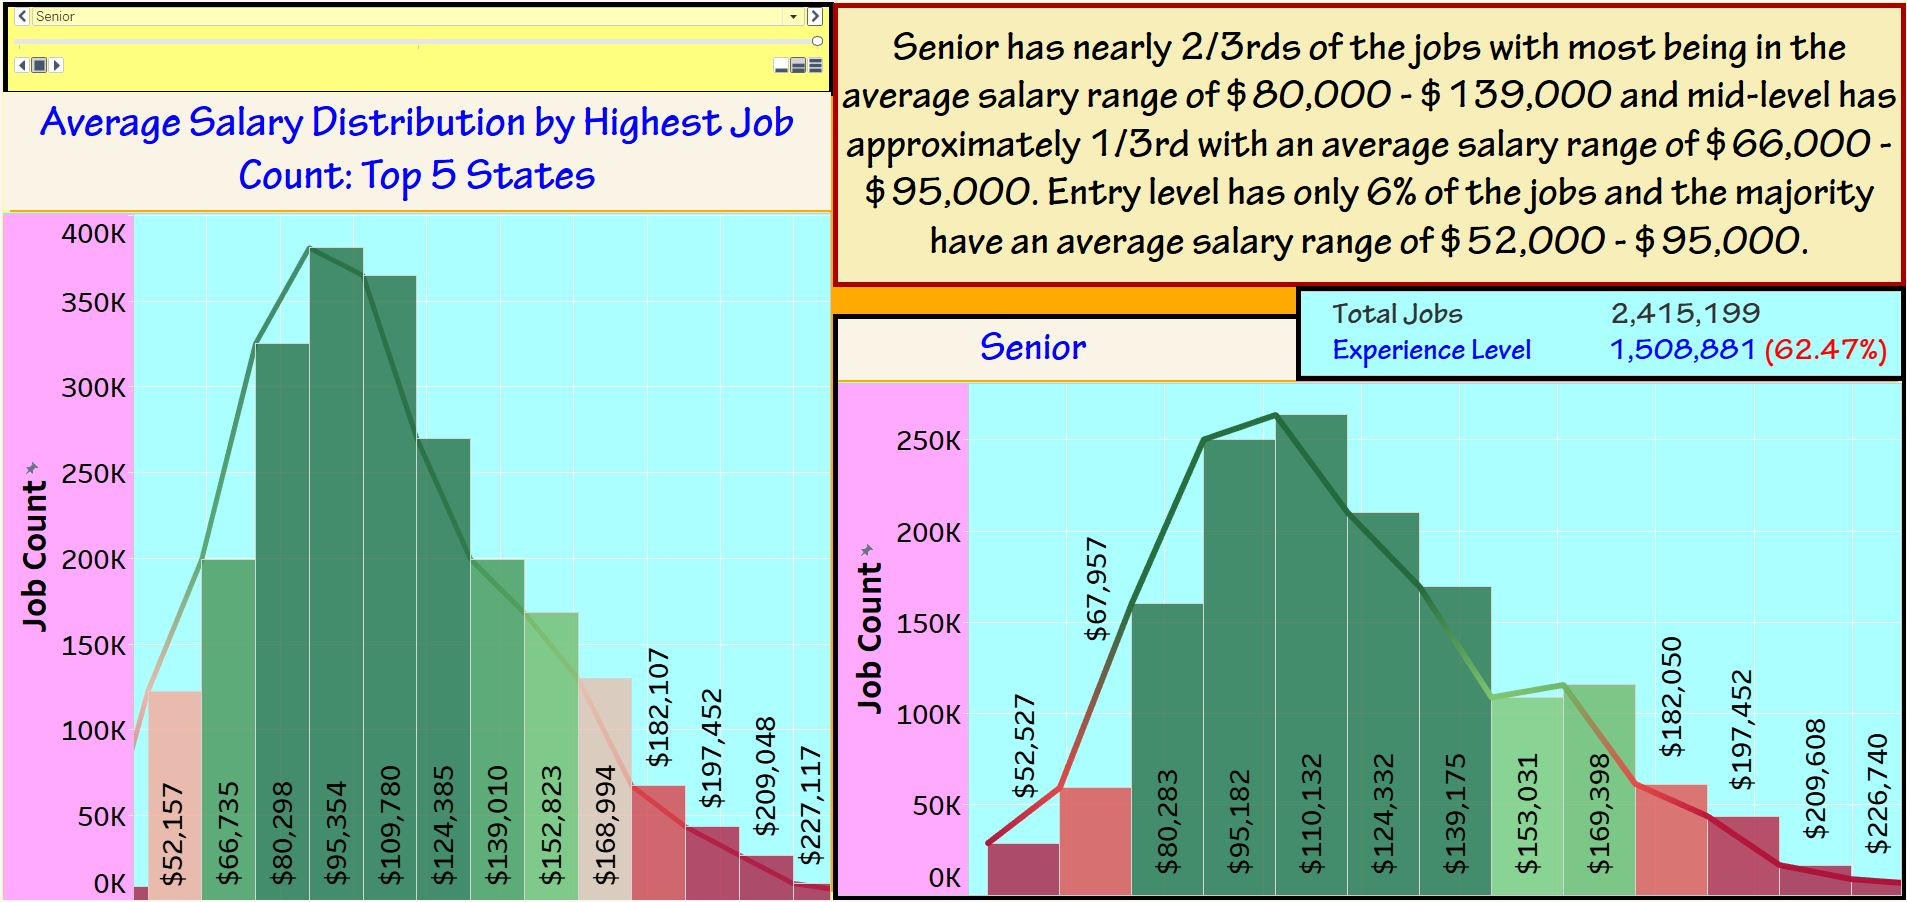 Senior
Average Salary Distribution by Highest Job
Count: Top 5 States
400K
350K
300K
250K
200K
150K
100K
50K
0K
Job Count
$52,157
$66,735
$80,298
$95,354
$109,780
$124,385
$139,010
$152,823
$168,994
$182,107
$197,452
$209,048
$227,117
Senior has nearly 2/3rds of the jobs with most being in the
average salary range of $80,000 - $139,000 and mid-level has
approximately 1/3rd with an average salary range of $66,000 -
$95,000. Entry level has only 6% of the jobs and the majority
have an average salary range of $52,000 - $95,000.
Total Jobs 2,415,199
Experience Level 1,508,881 (62.47%)
Senior
250K
200K
150K
100K
50K
0K
Job Count
$52,527
$67,957
$80,283
$95,182
$110,132
$124,332
$139,175
$153,031
$169,398
$182,050
$197,452
$209,608
$226,740